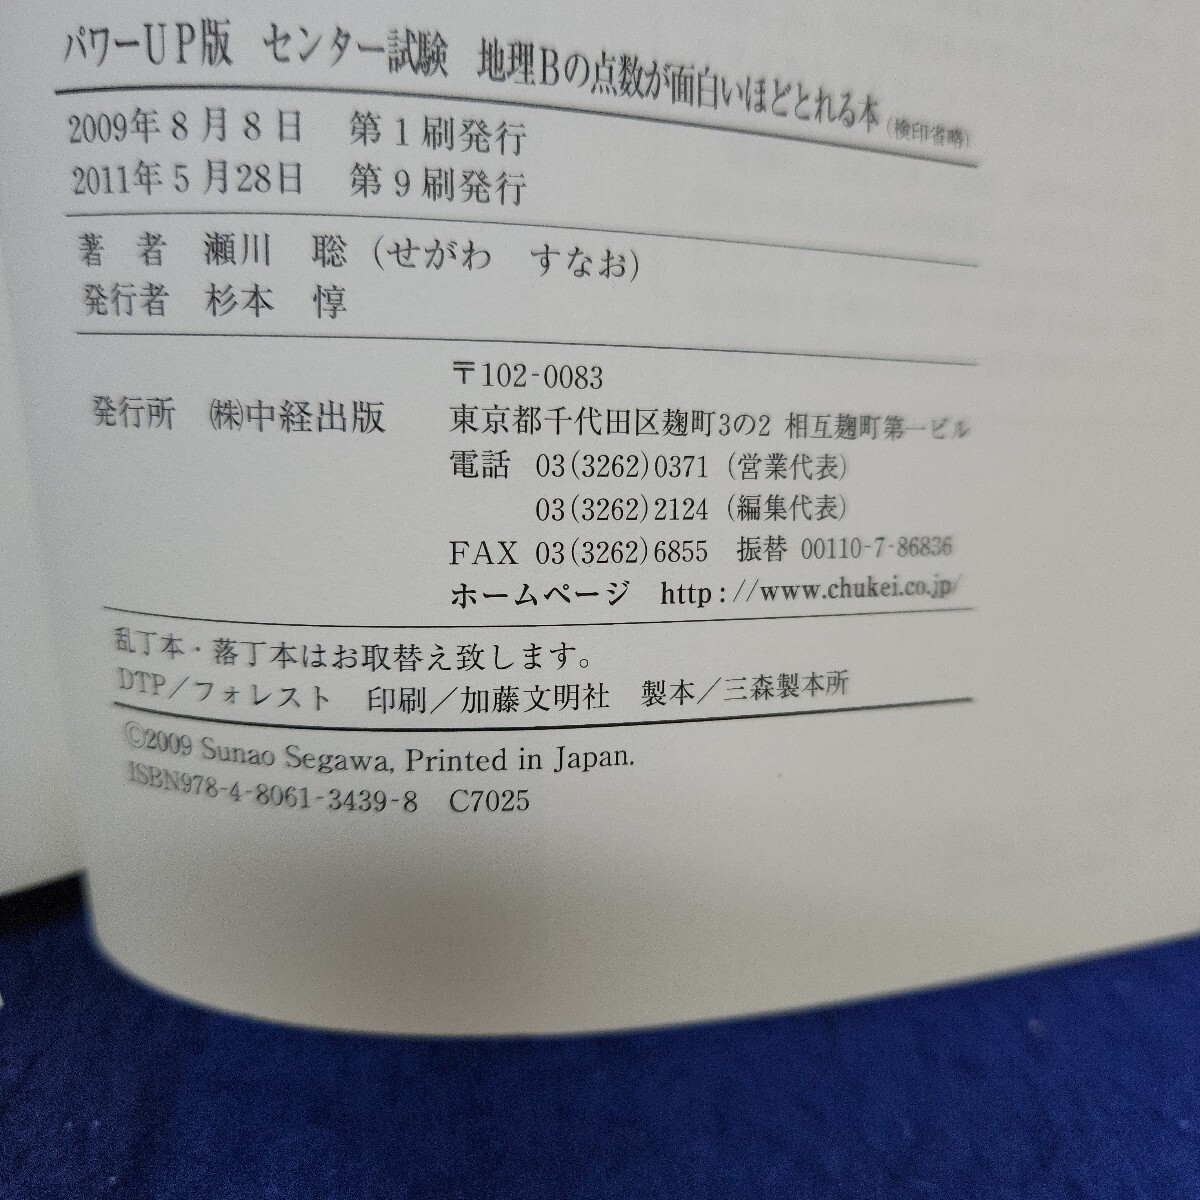 パワーUP版　センター試験　地理Bの点数が面白いほどとれる本（検印省略）
2009年8月8日　第1刷発行
2011年5月28日　第9刷発行
著　者　瀬川　聡（せがわ　すなお）
発行者　杉本　惇
〒102-0083
発行所　㈱中経出版　東京都千代田区麹町3の2 相互麹町第一ビル
電話　03(3262)0371（営業代表）
03(3262)2124（編集代表）
FAX 03(3262)6855　振替 00110-7-86836
ホームページ　http://www.chukei.co.jp/
乱丁本・落丁本はお取替え致します。
DTP／フォレスト　印刷／加藤文明社　製本／三森製本所
©2009 Sunao Segawa, Printed in Japan.
ISBN978-4-8061-3439-8　C7025